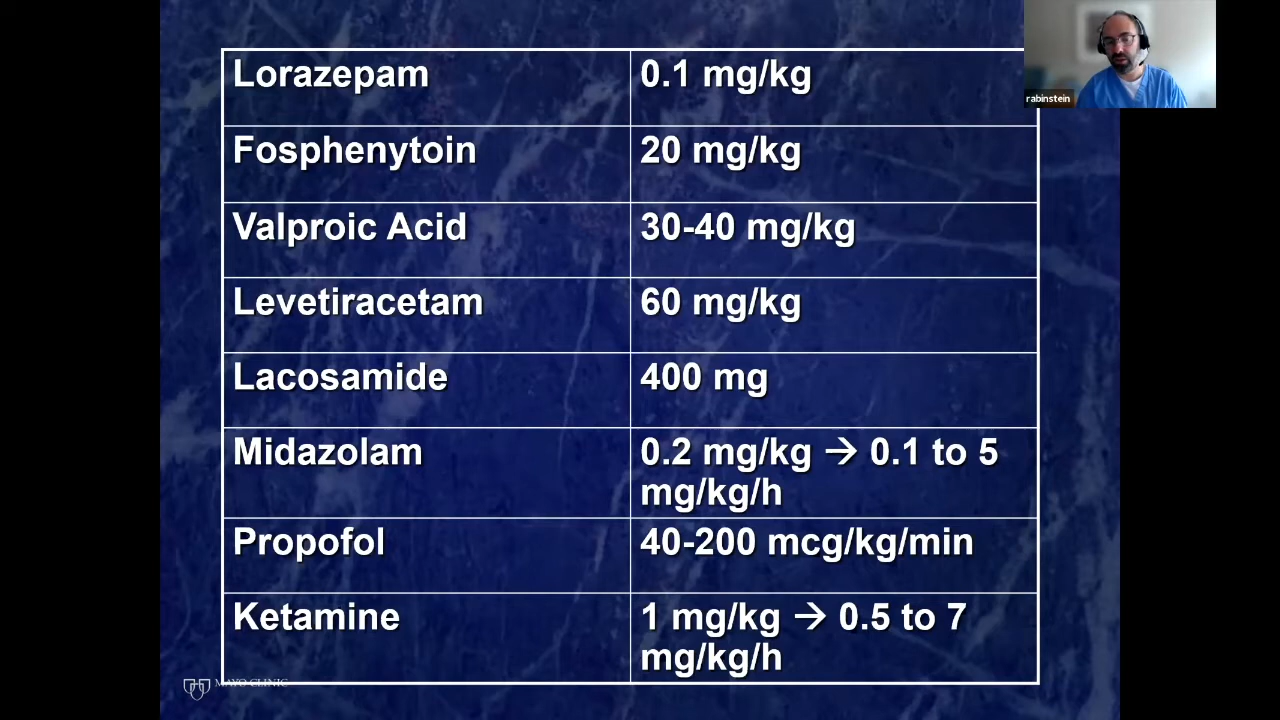 Lorazepam 0.1 mg/kg
Fosphenytoin 20 mg/kg
Valproic Acid 30-40 mg/kg
Levetiracetam 60 mg/kg
Lacosamide 400 mg
Midazolam 0.2 mg/kg → 0.1 to 5
mg/kg/h
Propofol 40-200 mcg/kg/min
Ketamine 1 mg/kg → 0.5 to 7
mg/kg/h
MAYO CLINIC
rabinstein